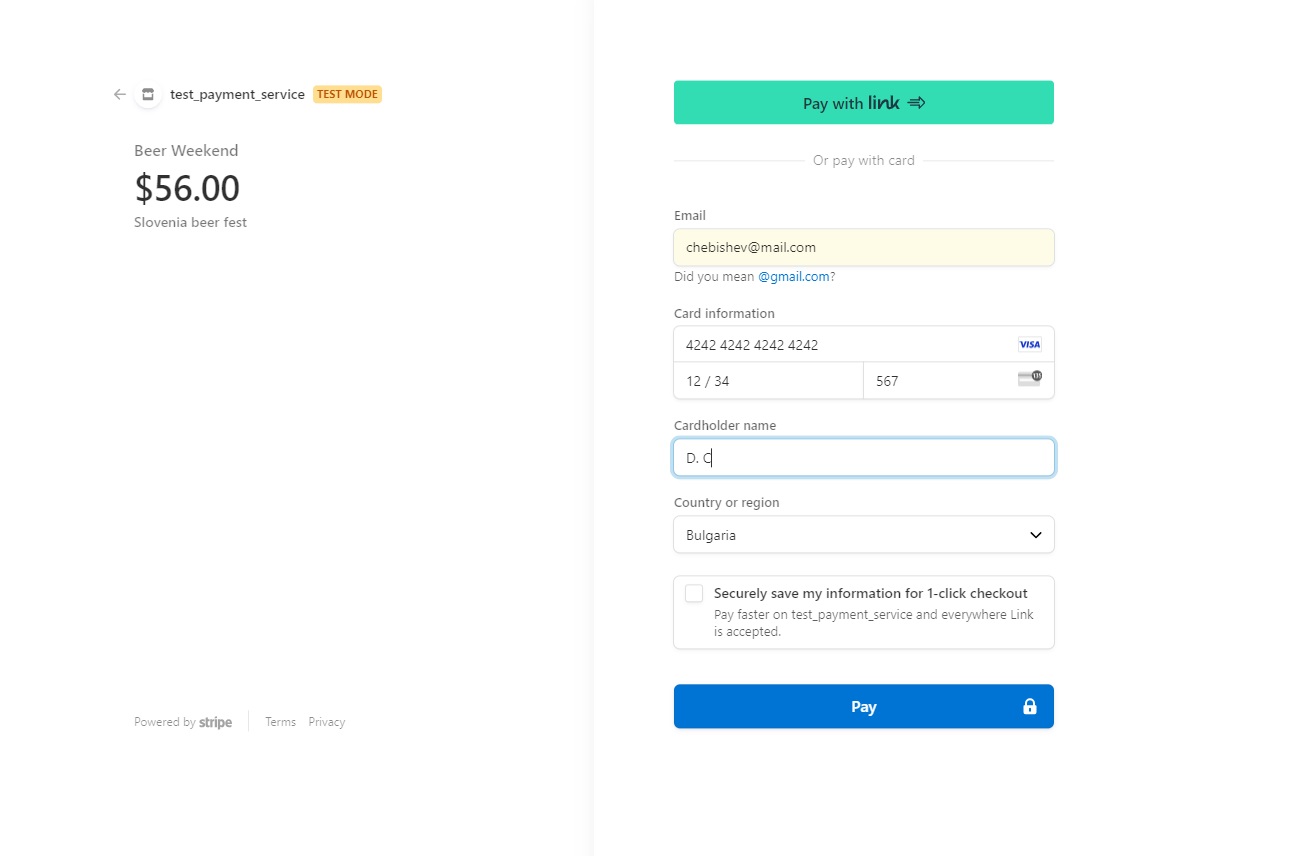 test_payment_service TEST MODE
Beer Weekend
$56.00
Slovenia beer fest
Powered by stripe Terms Privacy
Pay with link
Or pay with card
Email
chebishev@mail.com
Did you mean @gmail.com?
Card information
4242 4242 4242 4242 VISA
12 / 34 567
Cardholder name
D. C
Country or region
Bulgaria
Securely save my information for 1-click checkout
Pay faster on test_payment_service and everywhere Link
is accepted.
Pay